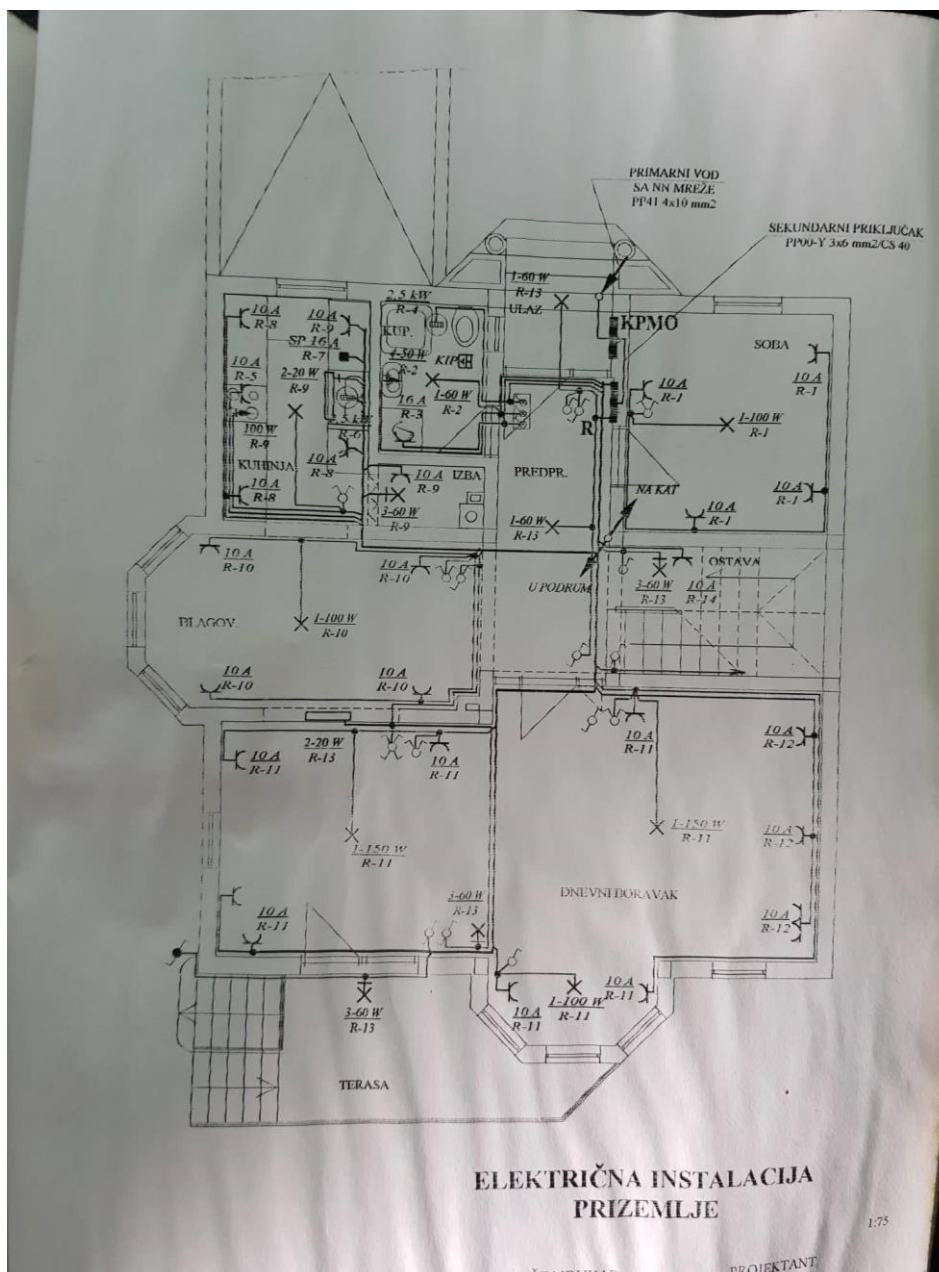 PRIMARNI VOD
SA NN MREŽE
PP41 4x10 mm2
SEKUNDARNI PRIKLJUČAK
PP00-Y 3x6 mm2/CS 40
1-60 W
R-13
ULAZ
KPMO
2,5 kW
R-4
KUP.
10 A
R-8
10 A
R-9
SP 16 A
R-7
KIP
R-2
SOBA
10 A
R-5
2-20 W
R-9
1-60 W
R-2
16 A
R-3
10 A
R-1
10 A
R-1
1-100 W
R-1
100 W
R-9
R-6
R
KUHINJA
10 A
R-8
10 A
R-9
IZBA
PREDPR.
10 A
R-8
3-60 W
R-9
NA KAT
10 A
R-1
10 A
R-1
1-60 W
R-13
10 A
R-10
10 A
R-10
U PODRUM
OSTAVA
3-60 W
R-13
10 A
R-14
BLAGOV.
1-100 W
R-10
10 A
R-10
10 A
R-10
10 A
R-11
2-20 W
R-13
10 A
R-11
10 A
R-11
10 A
R-12
1-150 W
R-11
1-150 W
R-11
10 A
R-12
3-60 W
R-13
DNEVNI BORAVAK
10 A
R-11
10 A
R-12
10 A
R-11
1-100 W
R-11
10 A
R-11
3-60 W
R-13
TERASA
ELEKTRIČNA INSTALACIJA
PRIZEMLJE
1:75
PROJEKTANT